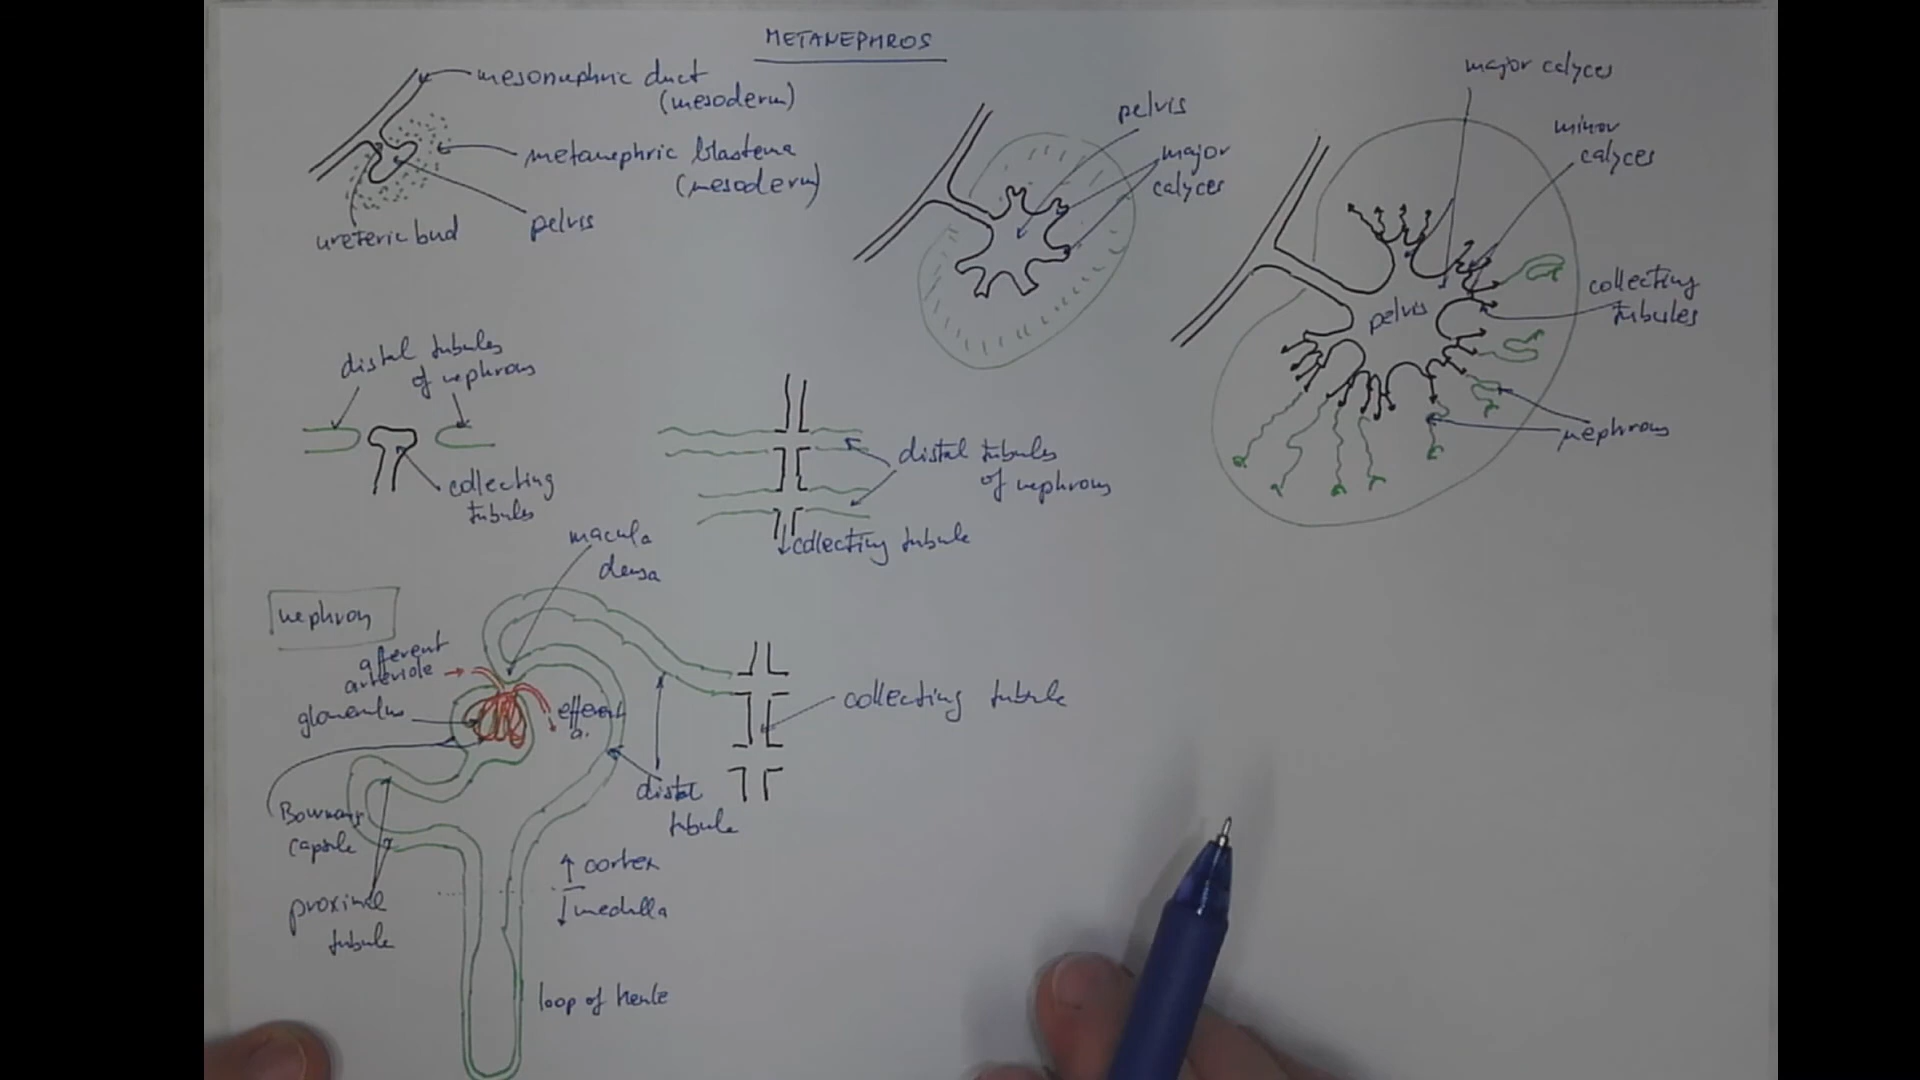 METANEPHROS
mesonephric duct
(mesoderm)
metanephric blastema
(mesoderm)
ureteric bud
pelvis
pelvis
major
calyces
major calyces
minor
calyces
pelvis
collecting
tubules
nephrons
distal tubules
of nephrons
collecting
tubules
distal tubules
of nephrons
collecting tubule
macula
densa
nephron
afferent
arteriole
glomerulus
efferent
a.
collecting tubule
Bowmans
capsule
distal
tubule
↑ cortex
↓ medulla
proximal
tubule
loop of henle